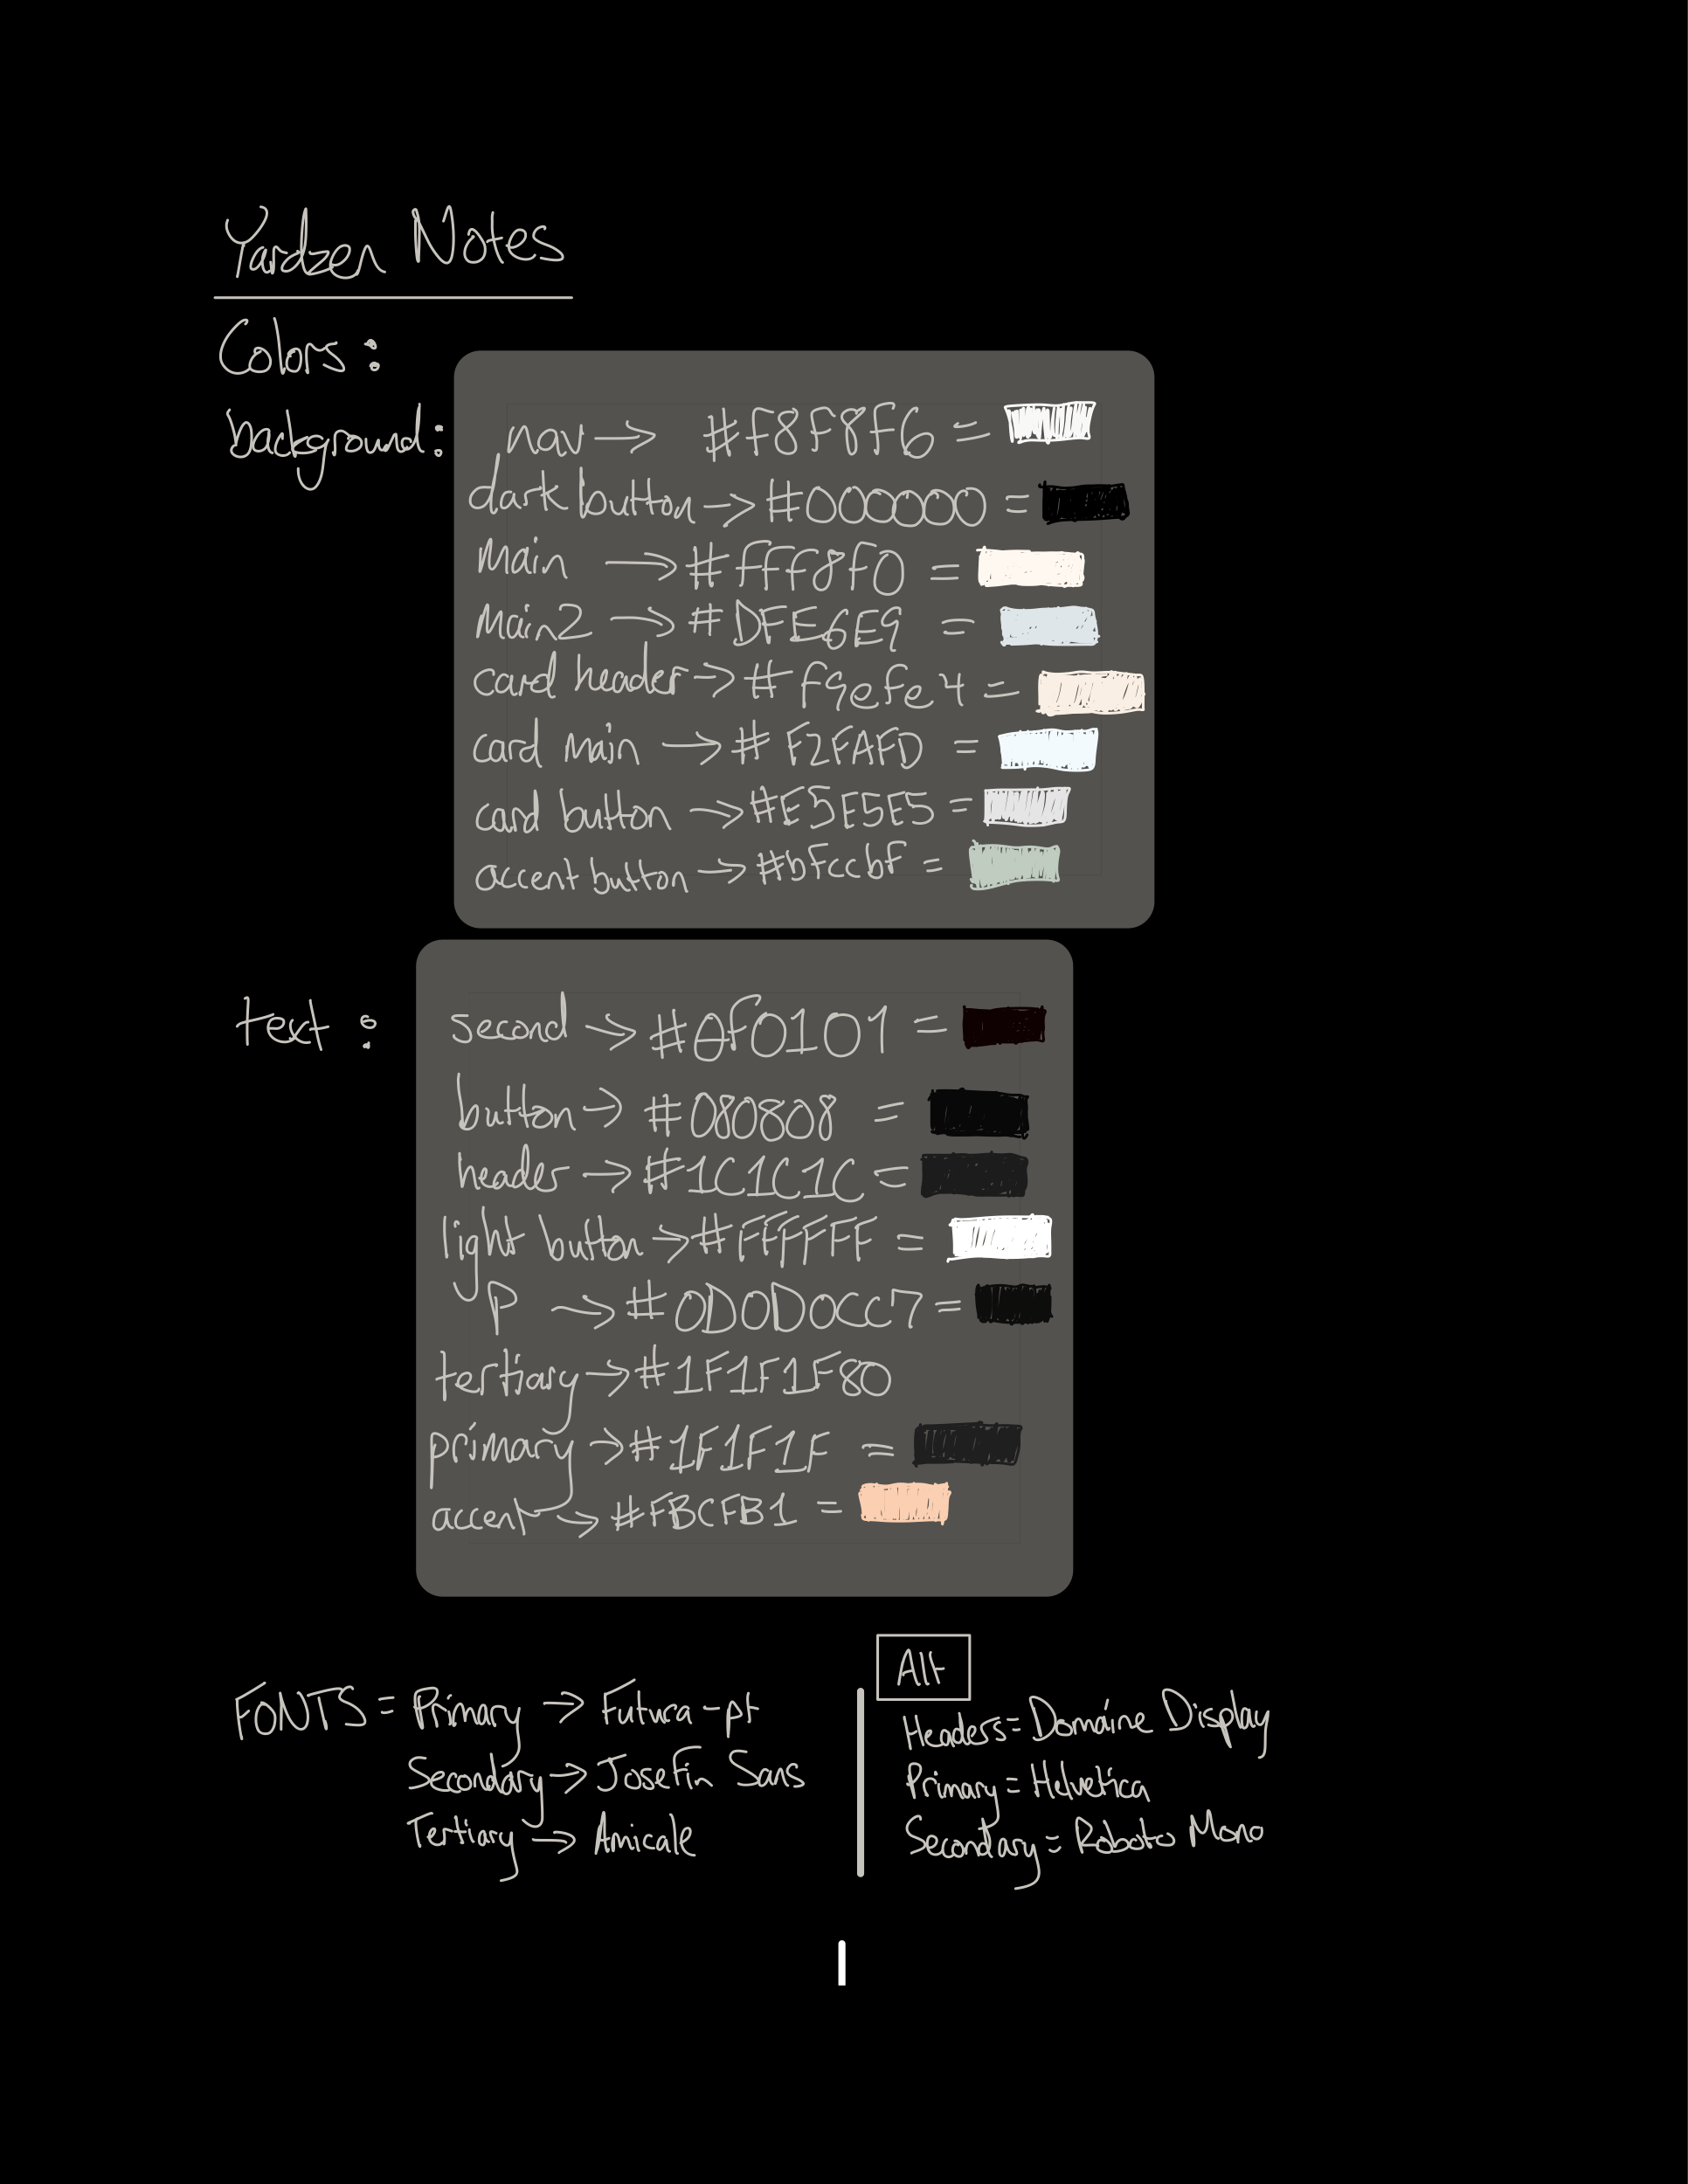 Yardzen Notes
Colors:
background:
nav → #f8F8F6 =
dark button → #000000 =
Main → #fff8f0 =
Main2 → #DFE6E9 =
card header → #f9efe4 =
card main → #F2FAFD =
card button → #E5E5E5 =
accent button → #bfccbf =
text:
second → #0f0101 =
button → #080808 =
header → #1C1C1C =
light button → #FFFFFF =
P → #0D0D0CC7 =
tertiary → #1F1F1F80
primary → #1F1F1F =
accent → #FBCFB1 =
FONTS = Primary → Futura-pt
Secondary → Josefin Sans
Tertiary → Amicale
Alt
Headers = Domaine Display
Primary = Helvetica
Secondary = Roboto Mono